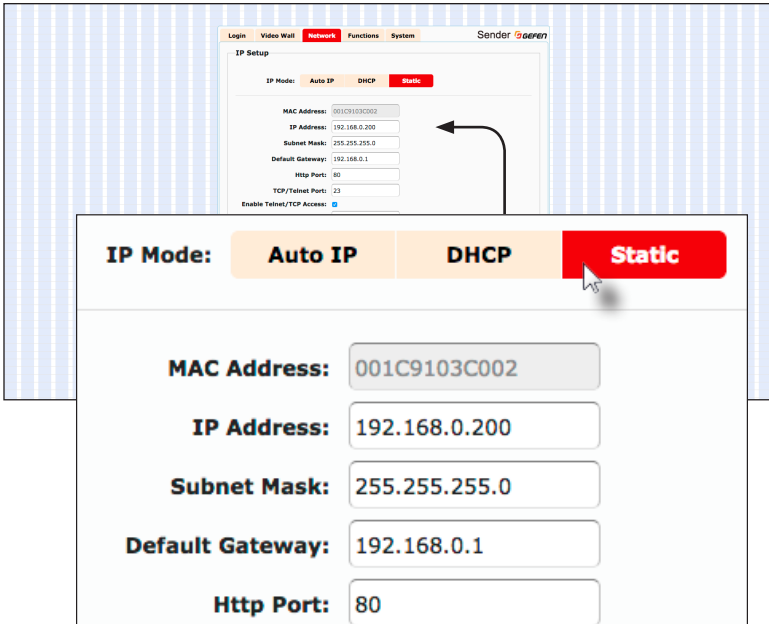 Login Video Wall Network Functions System Sender Gefen
IP Setup
IP Mode: Auto IP DHCP Static
MAC Address: 001C9103C002
IP Address: 192.168.0.200
Subnet Mask: 255.255.255.0
Default Gateway: 192.168.0.1
Http Port: 80
TCP/Telnet Port: 23
Enable Telnet/TCP Access:
IP Mode: Auto IP DHCP Static
MAC Address: 001C9103C002
IP Address: 192.168.0.200
Subnet Mask: 255.255.255.0
Default Gateway: 192.168.0.1
Http Port: 80